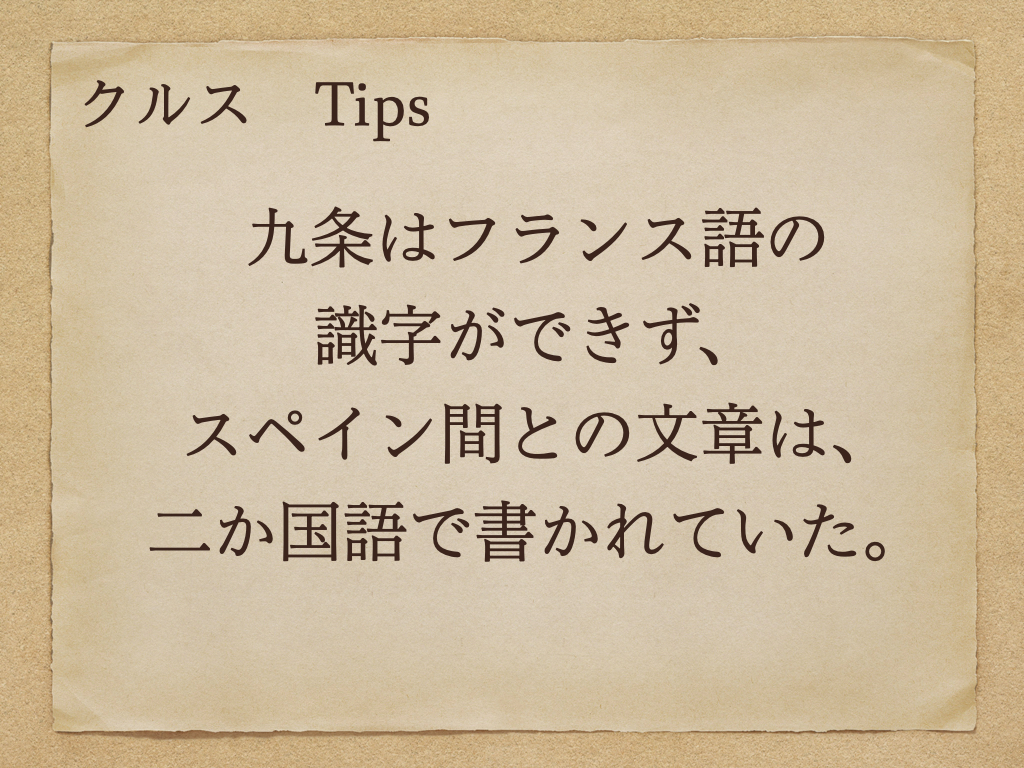 クルス　Tips
九条はフランス語の
識字ができず、
スペイン間との文章は、
二か国語で書かれていた。